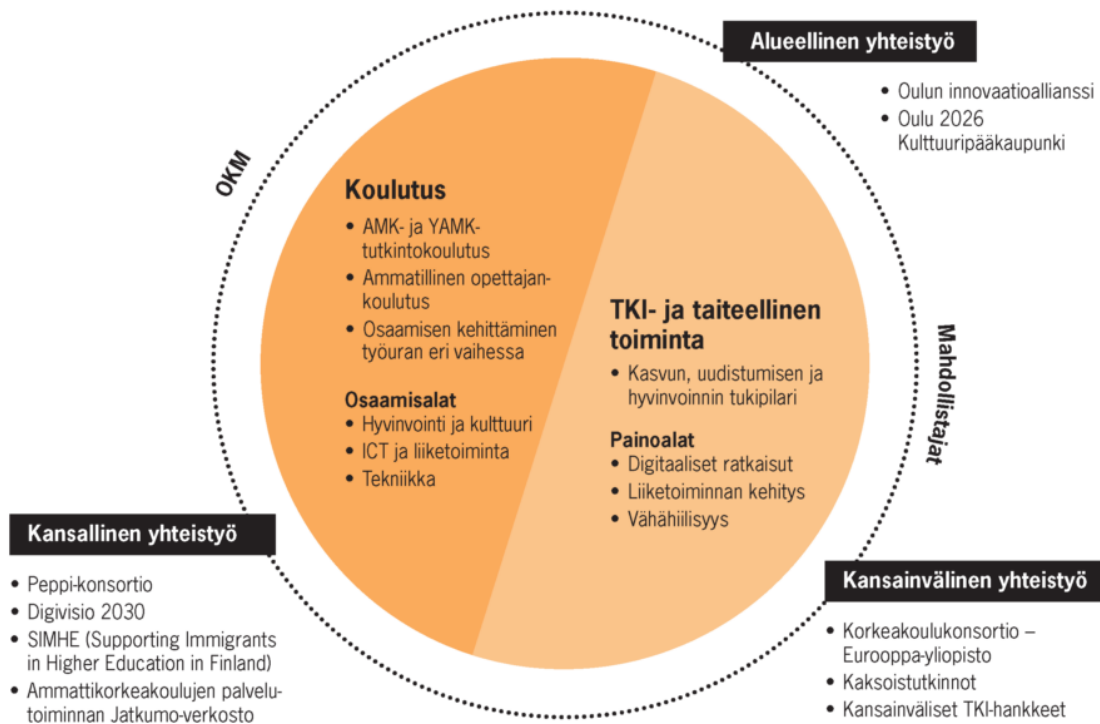 Alueellinen yhteistyö
• Oulun innovaatioallianssi
• Oulu 2026
Kulttuuripääkaupunki
OKM
Koulutus
• AMK- ja YAMK-
tutkintokoulutus
• Ammatillinen opettajan-
koulutus
• Osaamisen kehittäminen
työuran eri vaihessa
Osaamisalat
• Hyvinvointi ja kulttuuri
• ICT ja liiketoiminta
• Tekniikka
TKI- ja taiteellinen
toiminta
• Kasvun, uudistumisen ja
hyvinvoinnin tukipilari
Painoalat
• Digitaaliset ratkaisut
• Liiketoiminnan kehitys
• Vähähiilisyys
Mahdollistajat
Kansallinen yhteistyö
• Peppi-konsortio
• Digivisio 2030
• SIMHE (Supporting Immigrants
in Higher Education in Finland)
• Ammattikorkeakoulujen palvelu-
toiminnan Jatkumo-verkosto
Kansainvälinen yhteistyö
• Korkeakoulukonsortio –
Eurooppa-yliopisto
• Kaksoistutkinnot
• Kansainväliset TKI-hankkeet